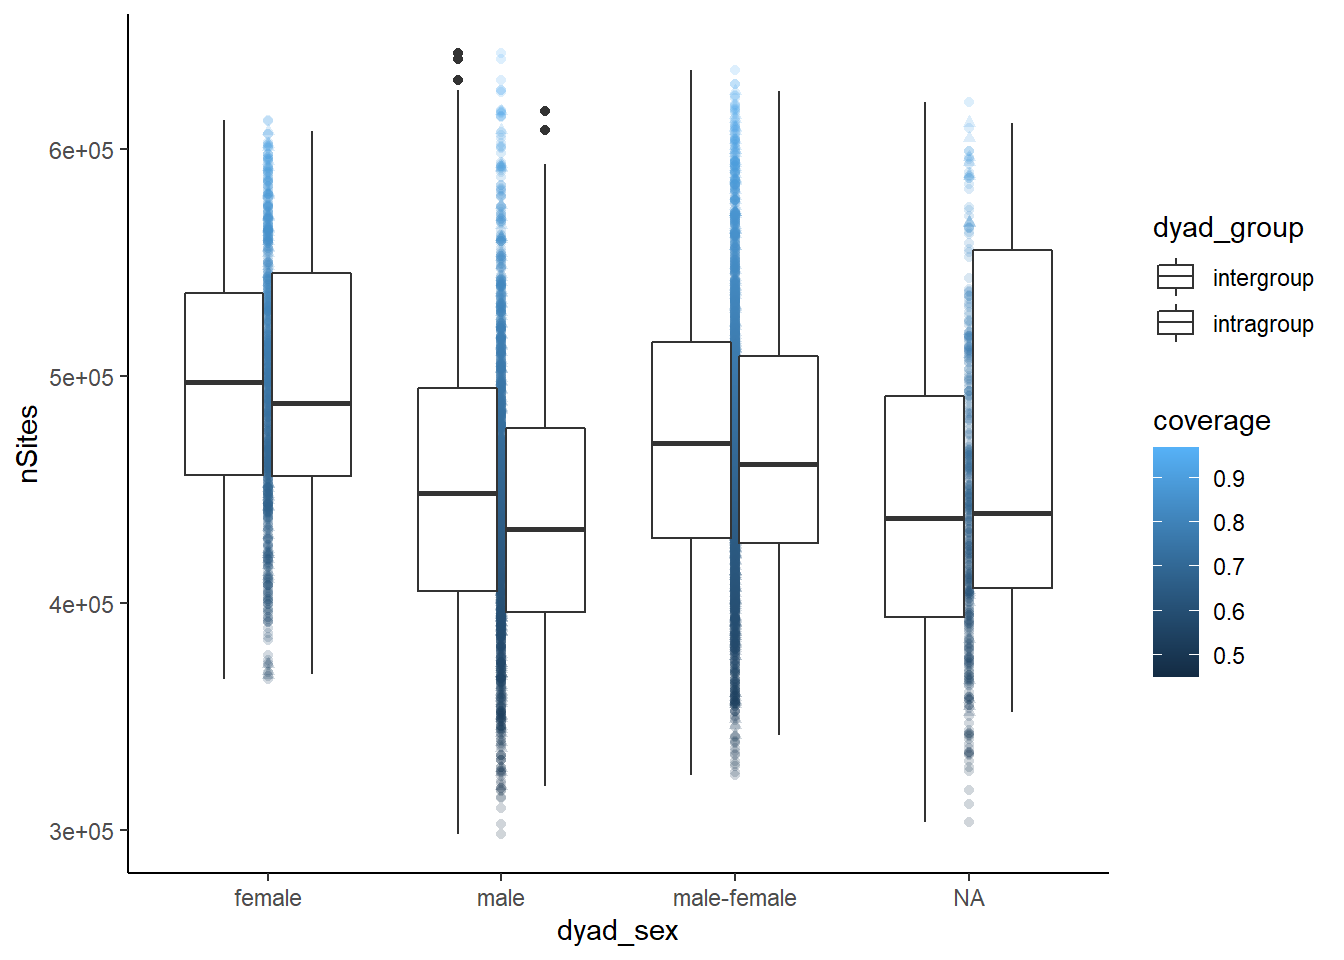 nSites
6e+05
5e+05
4e+05
3e+05
female
male
male-female
NA
dyad_sex
dyad_group
intergroup
intragroup
coverage
0.9
0.8
0.7
0.6
0.5